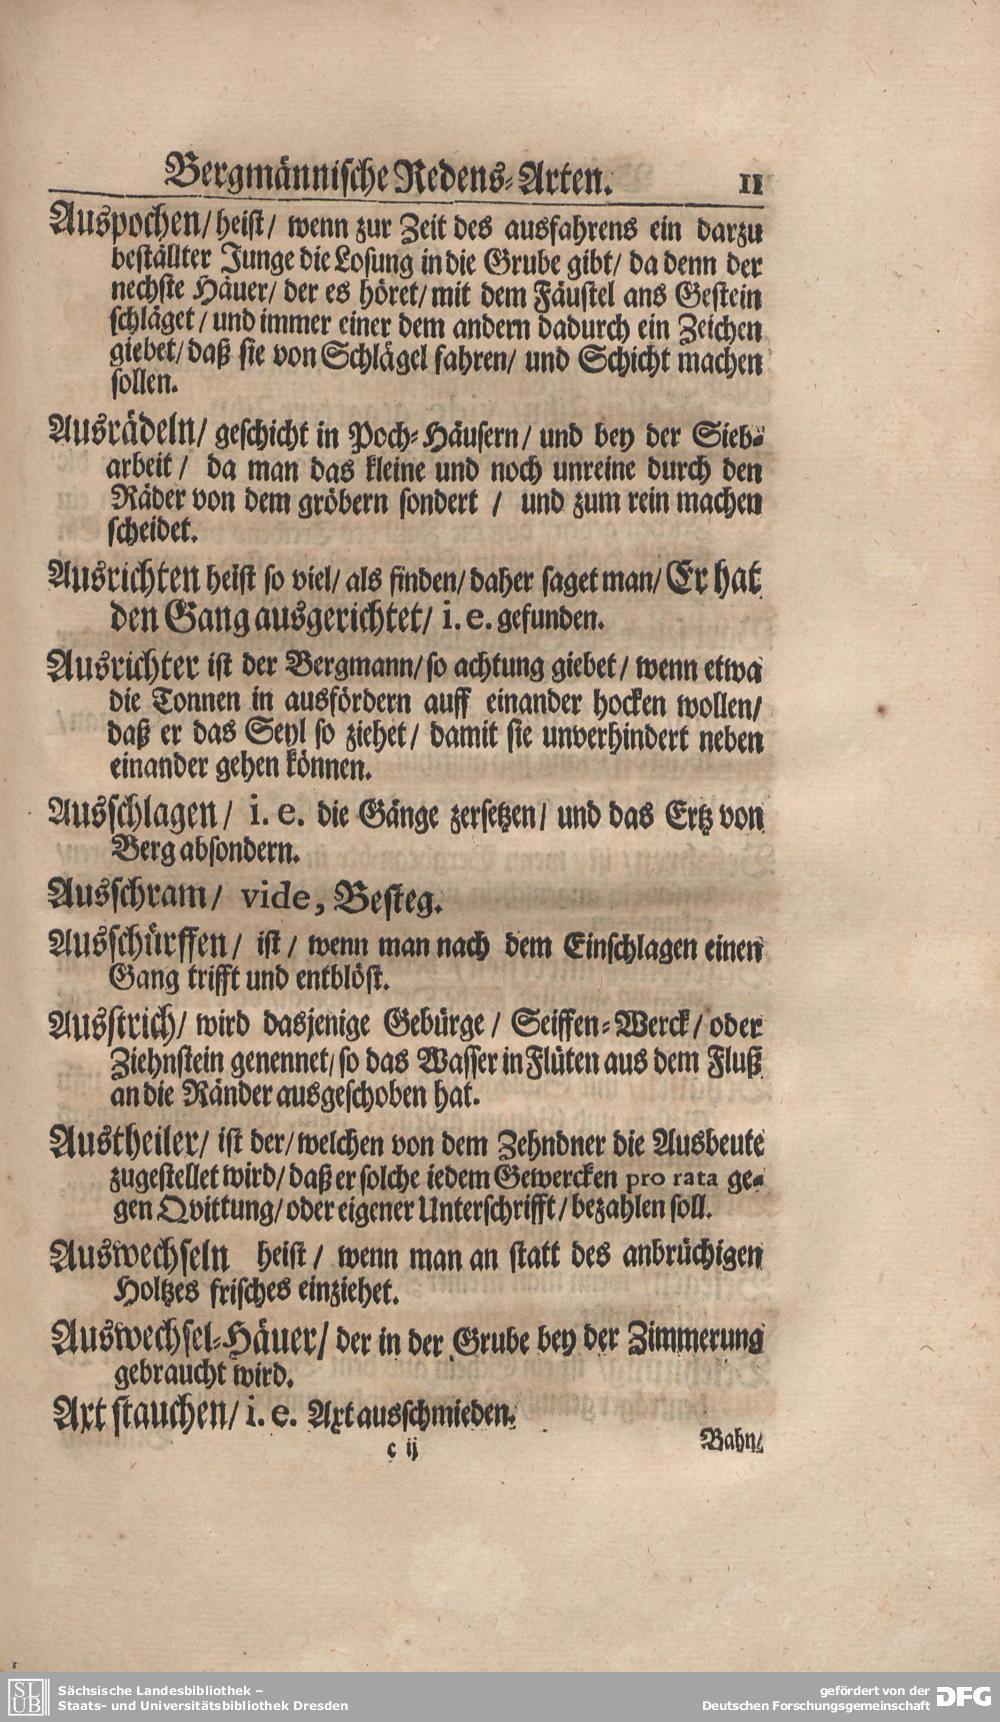 Bergmännische Redens-Arten. 11
Auspochen/ heist/ wenn zur Zeit des ausfahrens ein darzu
beställter Junge die Losung in die Grube gibt/ da denn der
nechste Häuer/ der es höret/ mit dem Fäustel ans Gestein
schläget/ und immer einer dem andern dadurch ein Zeichen
giebet/ daß sie von Schlägel fahren/ und Schicht machen
sollen.
Ausrädeln/ geschicht in Poch-Häusern/ und bey der Sieb-
arbeit/ da man das kleine und noch unreine durch den
Räder von dem gröbern sondert / und zum rein machen
scheidet.
Ausrichten heist so viel/ als finden/ daher saget man/ Er hat
den Gang ausgerichtet/ i. e. gefunden.
Ausrichter ist der Bergmann/ so achtung giebet/ wenn etwa
die Tonnen in ausfördern auff einander hocken wollen/
daß er das Seyl so ziehet/ damit sie unverhindert neben
einander gehen können.
Ausschlagen/ i. e. die Gänge zersetzen/ und das Ertz von
Berg absondern.
Ausschram/ vide, Besteg.
Ausschürffen/ ist/ wenn man nach dem Einschlagen einen
Gang trifft und entblöst.
Ausstrich/ wird dasjenige Gebürge/ Seiffen-Werck/ oder
Ziehnstein genennet/ so das Wasser in Flüten aus dem Fluß
an die Ränder ausgeschoben hat.
Austheiler/ ist der/ welchen von dem Zehndner die Ausbeute
zugestellet wird/ daß er solche iedem Gewercken pro rata ge-
gen Qvittung/ oder eigener Unterschrifft/ bezahlen soll.
Auswechseln heist/ wenn man an statt des anbrüchigen
Holtzes frisches einziehet.
Auswechsel-Häuer/ der in der Grube bey der Zimmerung
gebraucht wird.
Axt stauchen/ i. e. Axt ausschmieden.
c ij Bahn/
SLUB
Sächsische Landesbibliothek –
Staats- und Universitätsbibliothek Dresden
gefördert von der
Deutschen Forschungsgemeinschaft
DFG